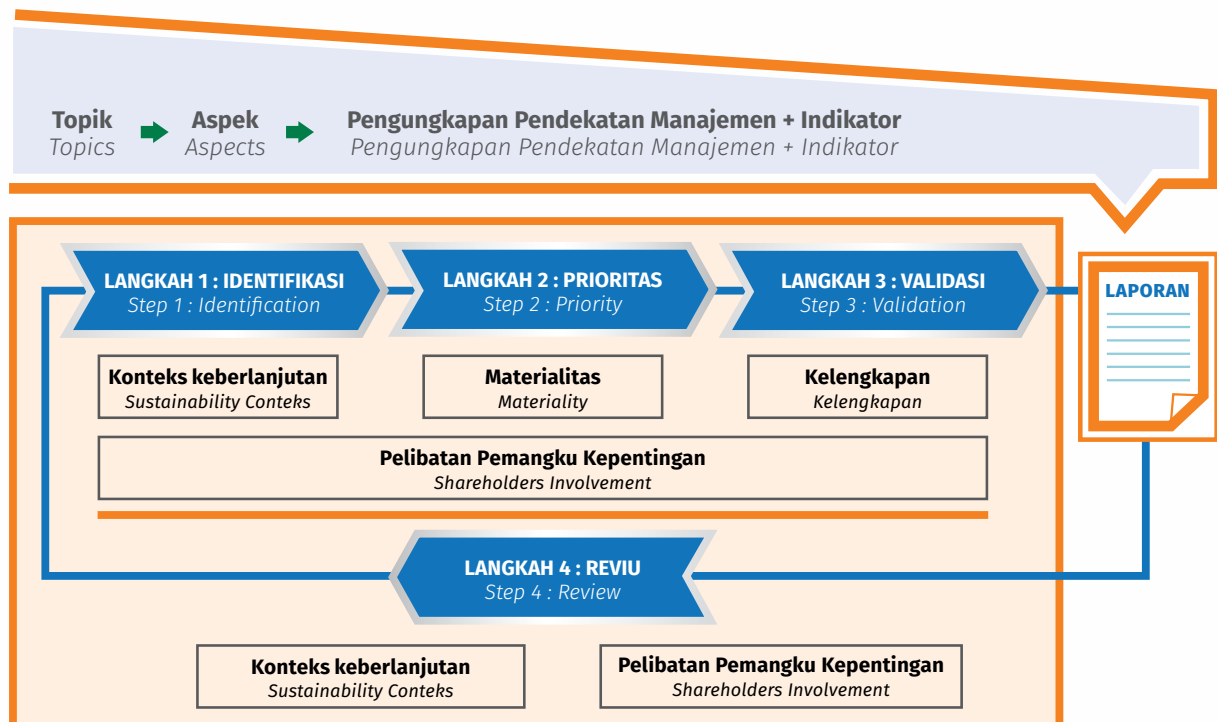 Topik
Topics
Aspek
Aspects
Pengungkapan Pendekatan Manajemen + Indikator
Pengungkapan Pendekatan Manajemen + Indikator
LANGKAH 1 : IDENTIFIKASI
Step 1 : Identification
LANGKAH 2 : PRIORITAS
Step 2 : Priority
LANGKAH 3 : VALIDASI
Step 3 : Validation
LAPORAN
Konteks keberlanjutan
Sustainability Conteks
Materialitas
Materiality
Kelengkapan
Kelengkapan
Pelibatan Pemangku Kepentingan
Shareholders Involvement
LANGKAH 4 : REVIU
Step 4 : Review
Konteks keberlanjutan
Sustainability Conteks
Pelibatan Pemangku Kepentingan
Shareholders Involvement